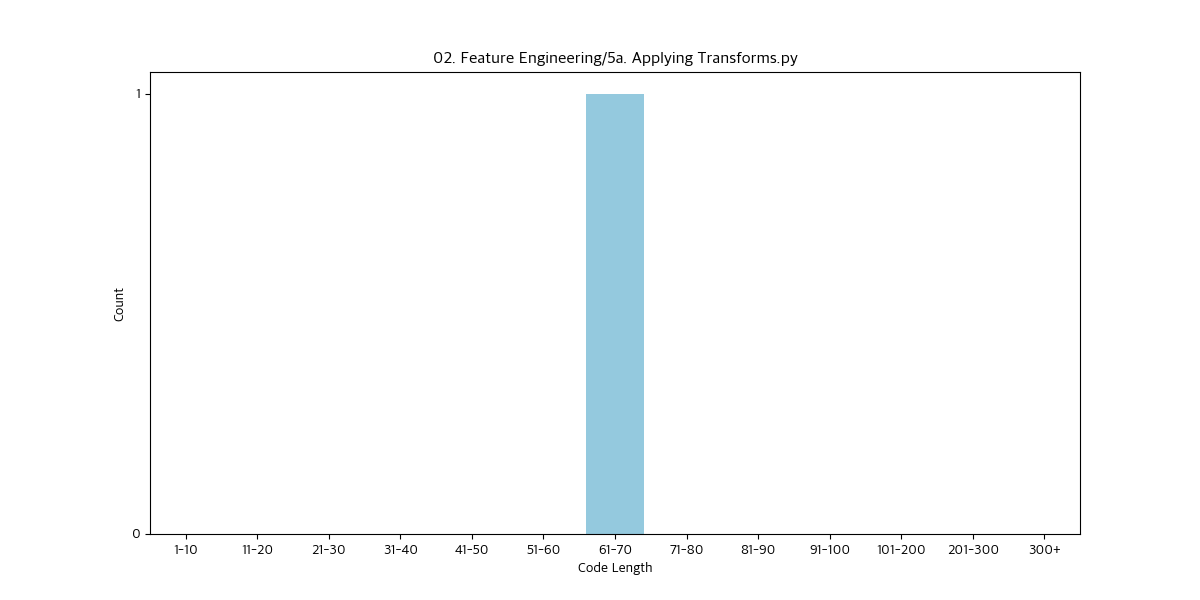 02. Feature Engineering/5a. Applying Transforms.py
1
Count
0
1-10 11-20 21-30 31-40 41-50 51-60 61-70 71-80 81-90 91-100 101-200 201-300 300+
Code Length